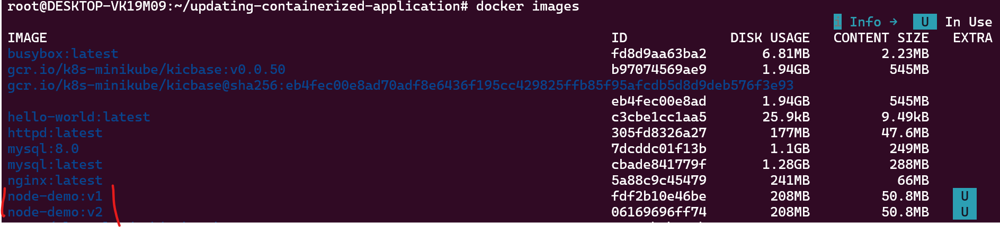 root@DESKTOP-VK19M09:~/updating-containerized-application# docker images
i Info → U In Use
IMAGE ID DISK USAGE CONTENT SIZE EXTRA
busybox:latest fd8d9aa63ba2 6.81MB 2.23MB
gcr.io/k8s-minikube/kicbase:v0.0.50 b97074569ae9 1.94GB 545MB
gcr.io/k8s-minikube/kicbase@sha256:eb4fec00e8ad70adf8e6436f195cc429825ffb85f95afcdb5d8d9deb576f3e93
eb4fec00e8ad 1.94GB 545MB
hello-world:latest c3cbe1cc1aa5 25.9kB 9.49kB
httpd:latest 305fd8326a27 177MB 47.6MB
mysql:8.0 7dcddc01f13b 1.1GB 249MB
mysql:latest cbade841779f 1.28GB 288MB
nginx:latest 5a88c9c45479 241MB 66MB
node-demo:v1 fdf2b10e46be 208MB 50.8MB U
node-demo:v2 06169696ff74 208MB 50.8MB U